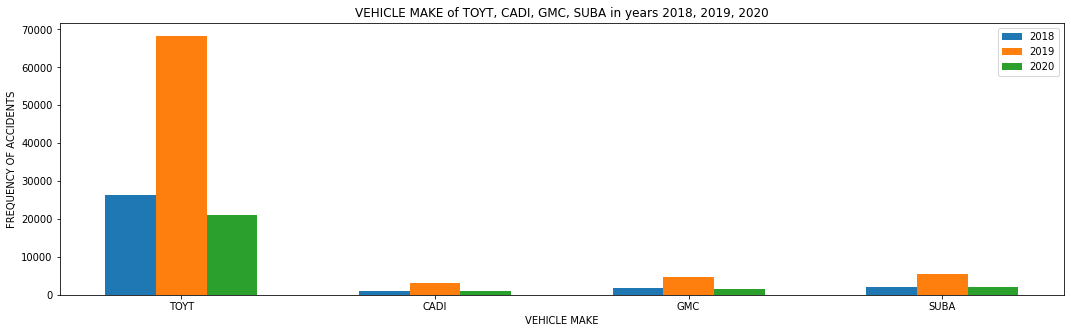 VEHICLE MAKE of TOYT, CADI, GMC, SUBA in years 2018, 2019, 2020
2018
2019
2020
FREQUENCY OF ACCIDENTS
70000
60000
50000
40000
30000
20000
10000
0
TOYT CADI GMC SUBA
VEHICLE MAKE